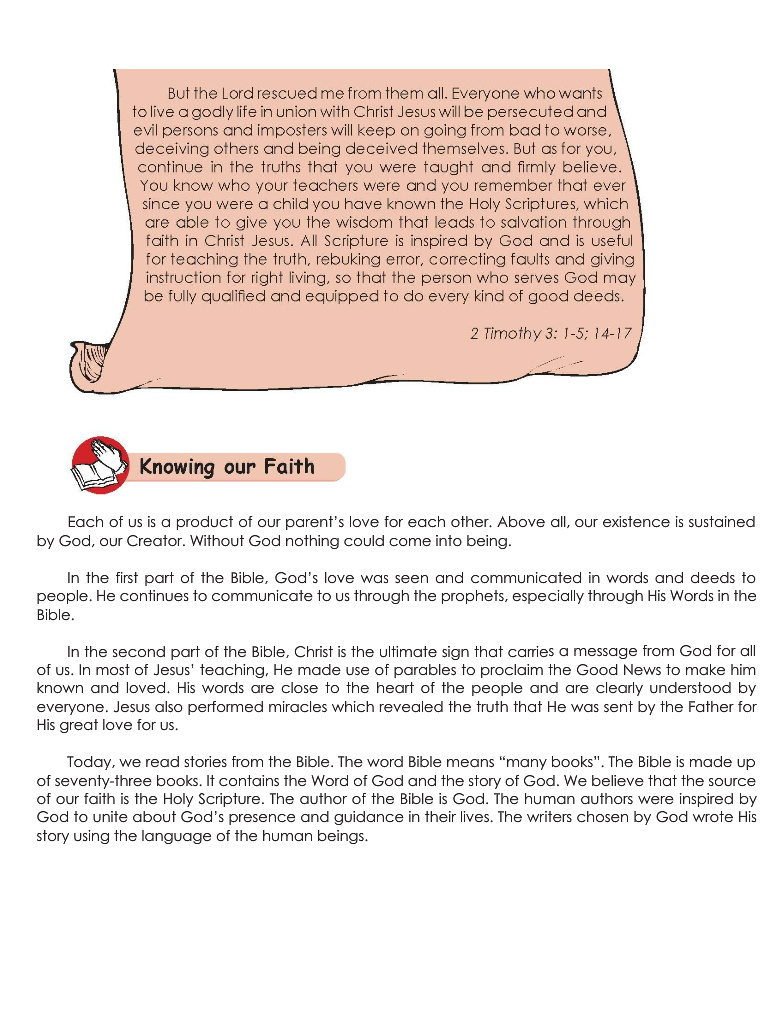 But the Lord rescued me from them all. Everyone who wants
to live a godly life in union with Christ Jesus will be persecuted and
evil persons and imposters will keep on going from bad to worse,
deceiving others and being deceived themselves. But as for you,
continue in the truths that you were taught and firmly believe.
You know who your teachers were and you remember that ever
since you were a child you have known the Holy Scriptures, which
are able to give you the wisdom that leads to salvation through
faith in Christ Jesus. All Scripture is inspired by God and is useful
for teaching the truth, rebuking error, correcting faults and giving
instruction for right living, so that the person who serves God may
be fully qualified and equipped to do every kind of good deeds.
2 Timothy 3: 1-5; 14-17
Knowing our Faith
Each of us is a product of our parent's love for each other. Above all, our existence is sustained
by God, our Creator. Without God nothing could come into being.
In the first part of the Bible, God's love was seen and communicated in words and deeds to
people. He continues to communicate to us through the prophets, especially through His Words in the
Bible.
In the second part of the Bible, Christ is the ultimate sign that carries a message from God for all
of us. In most of Jesus' teaching, He made use of parables to proclaim the Good News to make him
known and loved. His words are close to the heart of the people and are clearly understood by
everyone. Jesus also performed miracles which revealed the truth that He was sent by the Father for
His great love for us.
Today, we read stories from the Bible. The word Bible means "many books". The Bible is made up
of seventy-three books. It contains the Word of God and the story of God. We believe that the source
of our faith is the Holy Scripture. The author of the Bible is God. The human authors were inspired by
God to unite about God's presence and guidance in their lives. The writers chosen by God wrote His
story using the language of the human beings.